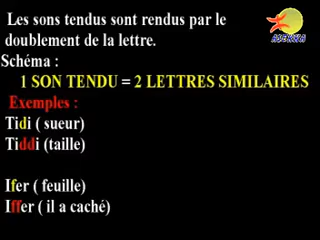 Les sons tendus sont rendus par le
doublement de la lettre.
Schéma :
1 SON TENDU = 2 LETTRES SIMILAIRES
Exemples :
Tidi ( sueur)
Tiddi (taille)
Ifer ( feuille)
Iffer ( il a caché)